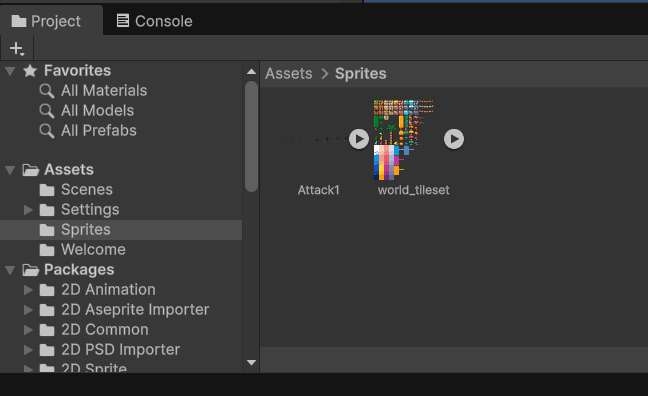 Project
Console
Favorites
All Materials
All Models
All Prefabs
Assets
Scenes
Settings
Sprites
Welcome
Packages
2D Animation
2D Aseprite Importer
2D Common
2D PSD Importer
2D Sprite
Assets > Sprites
Attack1
world_tileset